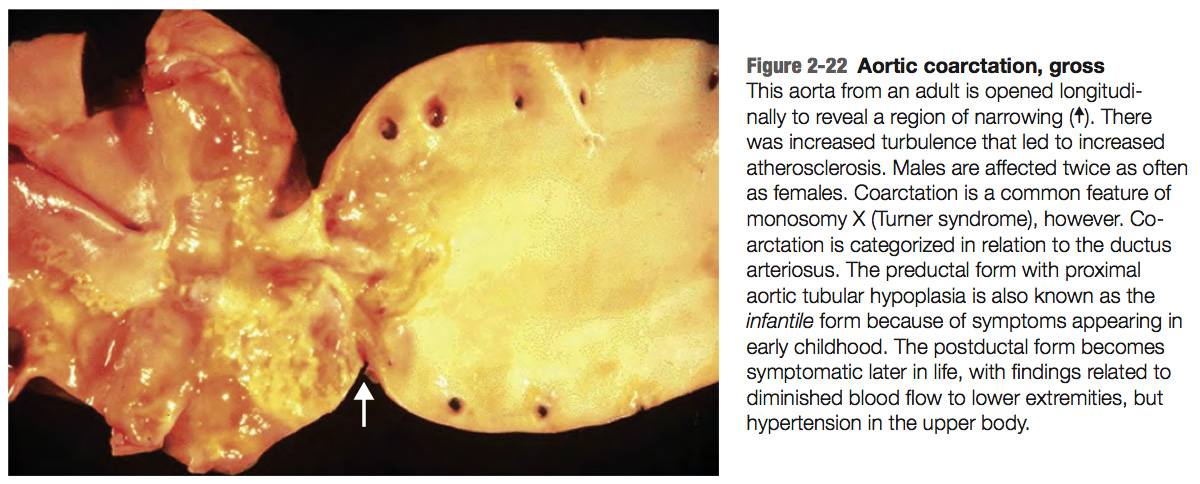 Figure 2-22 Aortic coarctation, gross
This aorta from an adult is opened longitudi-
nally to reveal a region of narrowing (↑). There
was increased turbulence that led to increased
atherosclerosis. Males are affected twice as often
as females. Coarctation is a common feature of
monosomy X (Turner syndrome), however. Co-
arctation is categorized in relation to the ductus
arteriosus. The preductal form with proximal
aortic tubular hypoplasia is also known as the
infantile form because of symptoms appearing in
early childhood. The postductal form becomes
symptomatic later in life, with findings related to
diminished blood flow to lower extremities, but
hypertension in the upper body.